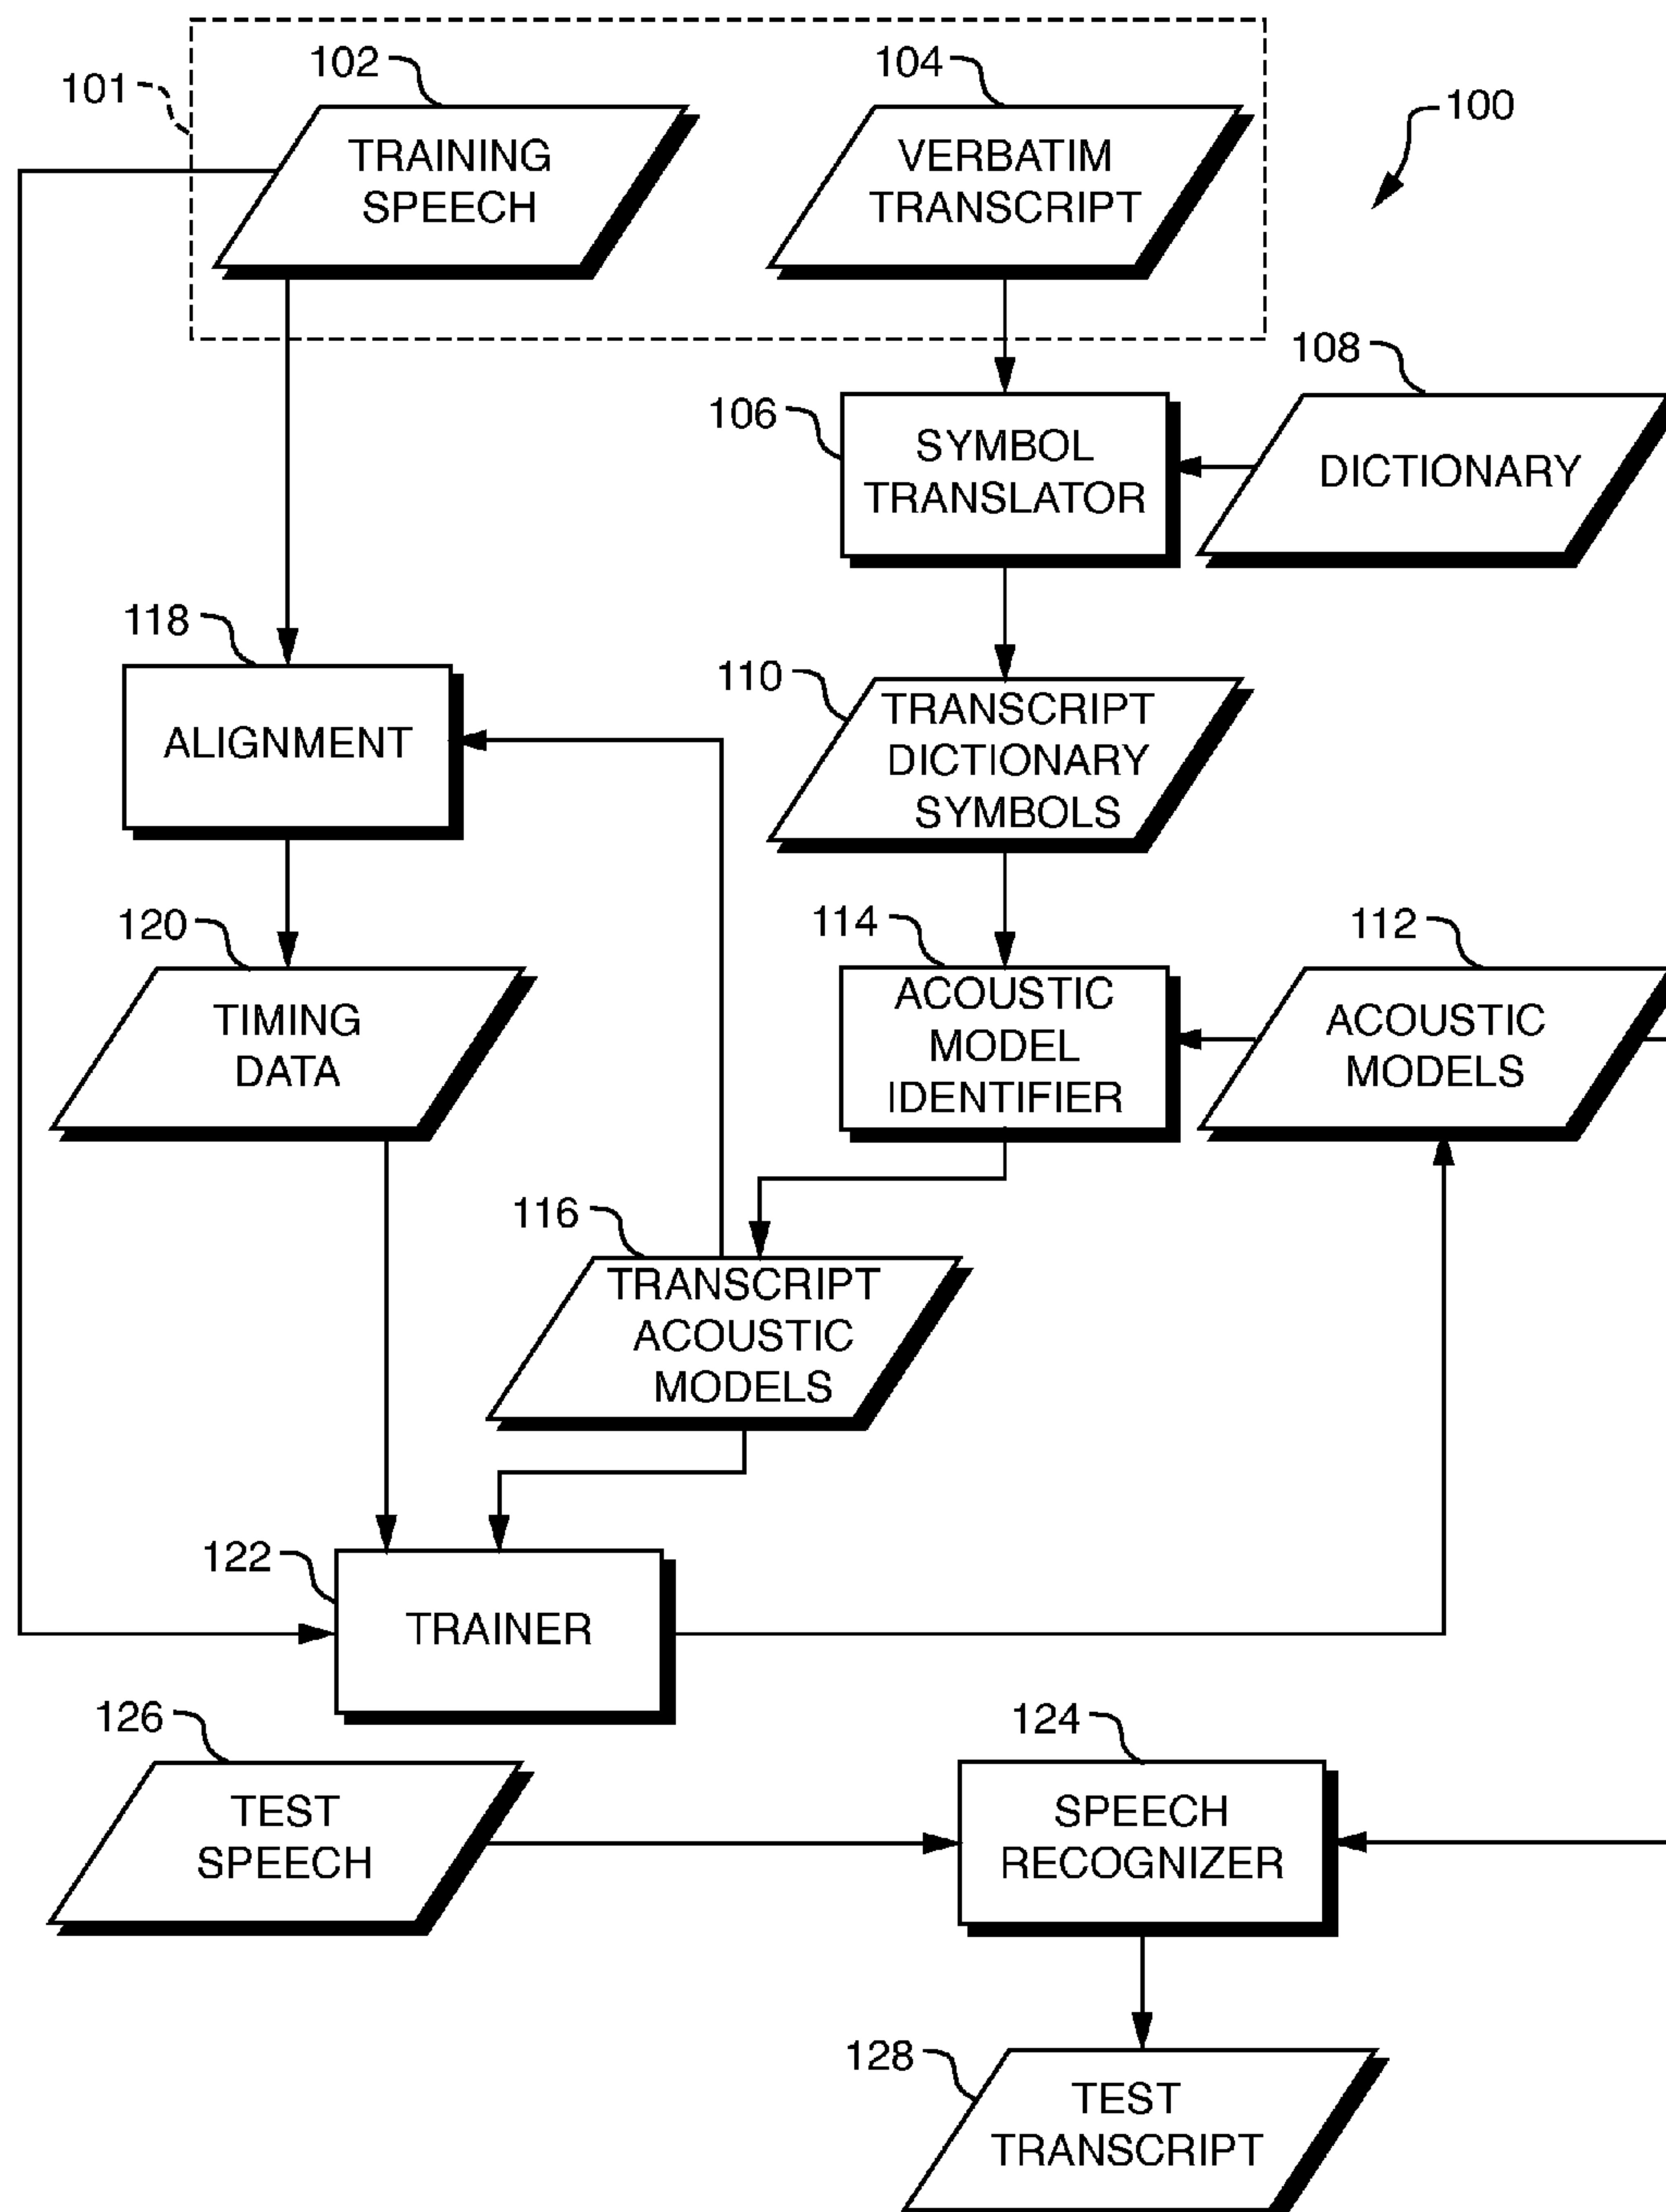 102
104
101
100
TRAINING
SPEECH
VERBATIM
TRANSCRIPT
108
106
SYMBOL
TRANSLATOR
DICTIONARY
118
110
ALIGNMENT
TRANSCRIPT
DICTIONARY
SYMBOLS
120
114
112
TIMING
DATA
ACOUSTIC
MODEL
IDENTIFIER
ACOUSTIC
MODELS
116
TRANSCRIPT
ACOUSTIC
MODELS
122
TRAINER
126
124
TEST
SPEECH
SPEECH
RECOGNIZER
128
TEST
TRANSCRIPT